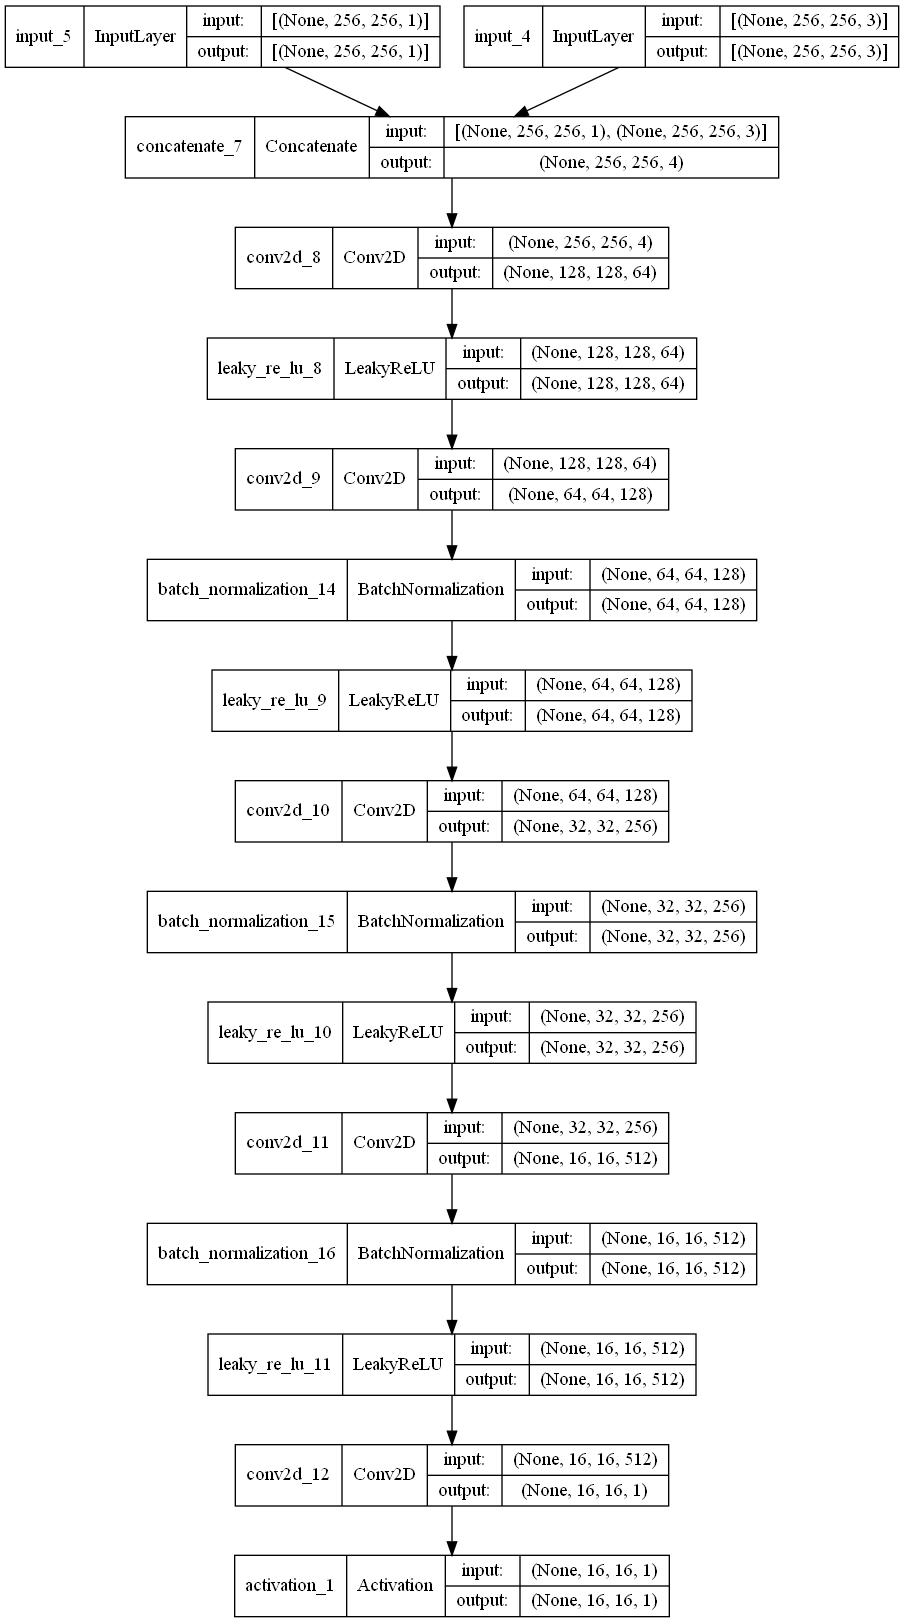 input_5 InputLayer input: [(None, 256, 256, 1)]
output: [(None, 256, 256, 1)]
input_4 InputLayer input: [(None, 256, 256, 3)]
output: [(None, 256, 256, 3)]
concatenate_7 Concatenate input: [(None, 256, 256, 1), (None, 256, 256, 3)]
output: (None, 256, 256, 4)
conv2d_8 Conv2D input: (None, 256, 256, 4)
output: (None, 128, 128, 64)
leaky_re_lu_8 LeakyReLU input: (None, 128, 128, 64)
output: (None, 128, 128, 64)
conv2d_9 Conv2D input: (None, 128, 128, 64)
output: (None, 64, 64, 128)
batch_normalization_14 BatchNormalization input: (None, 64, 64, 128)
output: (None, 64, 64, 128)
leaky_re_lu_9 LeakyReLU input: (None, 64, 64, 128)
output: (None, 64, 64, 128)
conv2d_10 Conv2D input: (None, 64, 64, 128)
output: (None, 32, 32, 256)
batch_normalization_15 BatchNormalization input: (None, 32, 32, 256)
output: (None, 32, 32, 256)
leaky_re_lu_10 LeakyReLU input: (None, 32, 32, 256)
output: (None, 32, 32, 256)
conv2d_11 Conv2D input: (None, 32, 32, 256)
output: (None, 16, 16, 512)
batch_normalization_16 BatchNormalization input: (None, 16, 16, 512)
output: (None, 16, 16, 512)
leaky_re_lu_11 LeakyReLU input: (None, 16, 16, 512)
output: (None, 16, 16, 512)
conv2d_12 Conv2D input: (None, 16, 16, 512)
output: (None, 16, 16, 1)
activation_1 Activation input: (None, 16, 16, 1)
output: (None, 16, 16, 1)